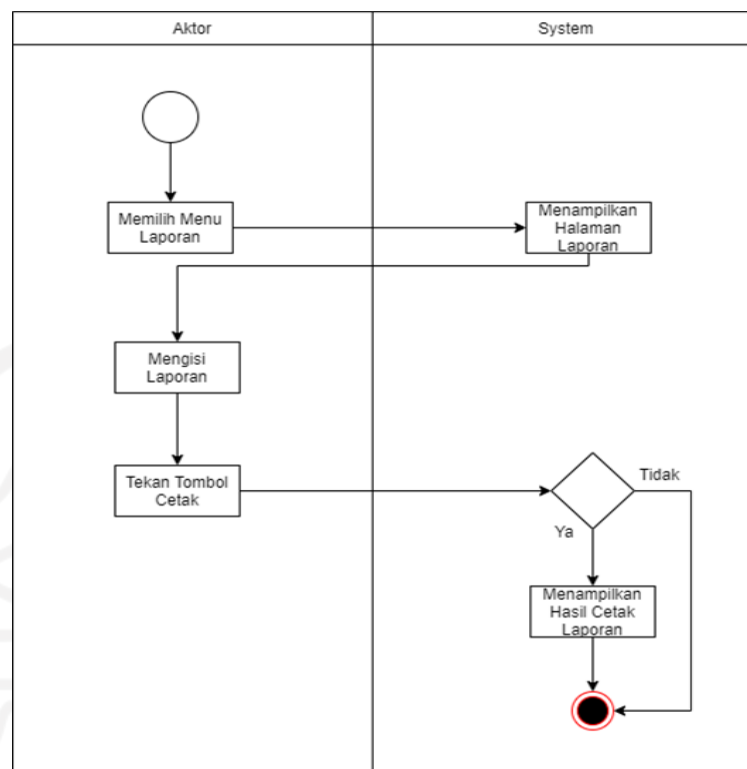 Aktor
System
Memilih Menu
Laporan
Menampilkan
Halaman
Laporan
Mengisi
Laporan
Tekan Tombol
Cetak
Tidak
Ya
Menampilkan
Hasil Cetak
Laporan